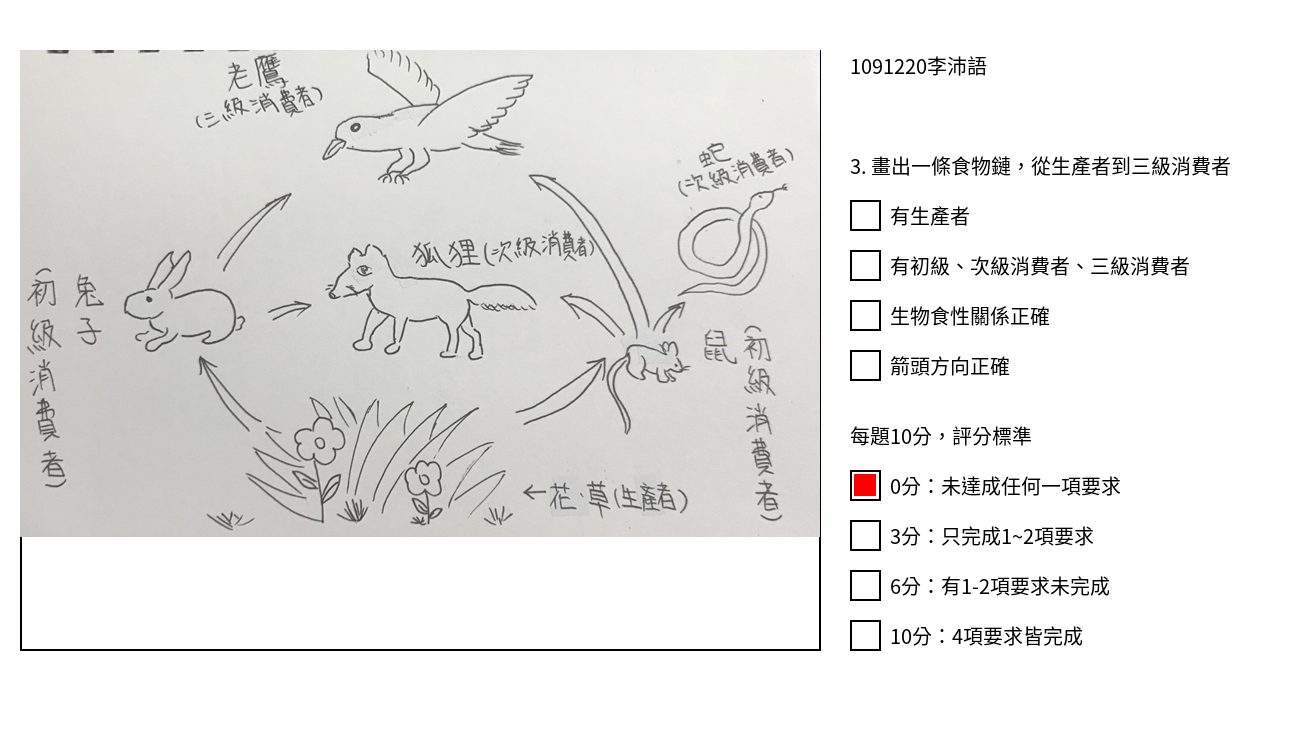 老鷹
(三級消費者)
蛇
(次級消費者)
狐狸(次級消費者)
兔子
(初級消費者)
鼠
(初級消費者)
←花·草(生產者)
1091220李沛語
3. 畫出一條食物鏈，從生產者到三級消費者
有生產者
有初級、次級消費者、三級消費者
生物食性關係正確
箭頭方向正確
每題10分，評分標準
0分：未達成任何一項要求
3分：只完成1~2項要求
6分：有1-2項要求未完成
10分：4項要求皆完成